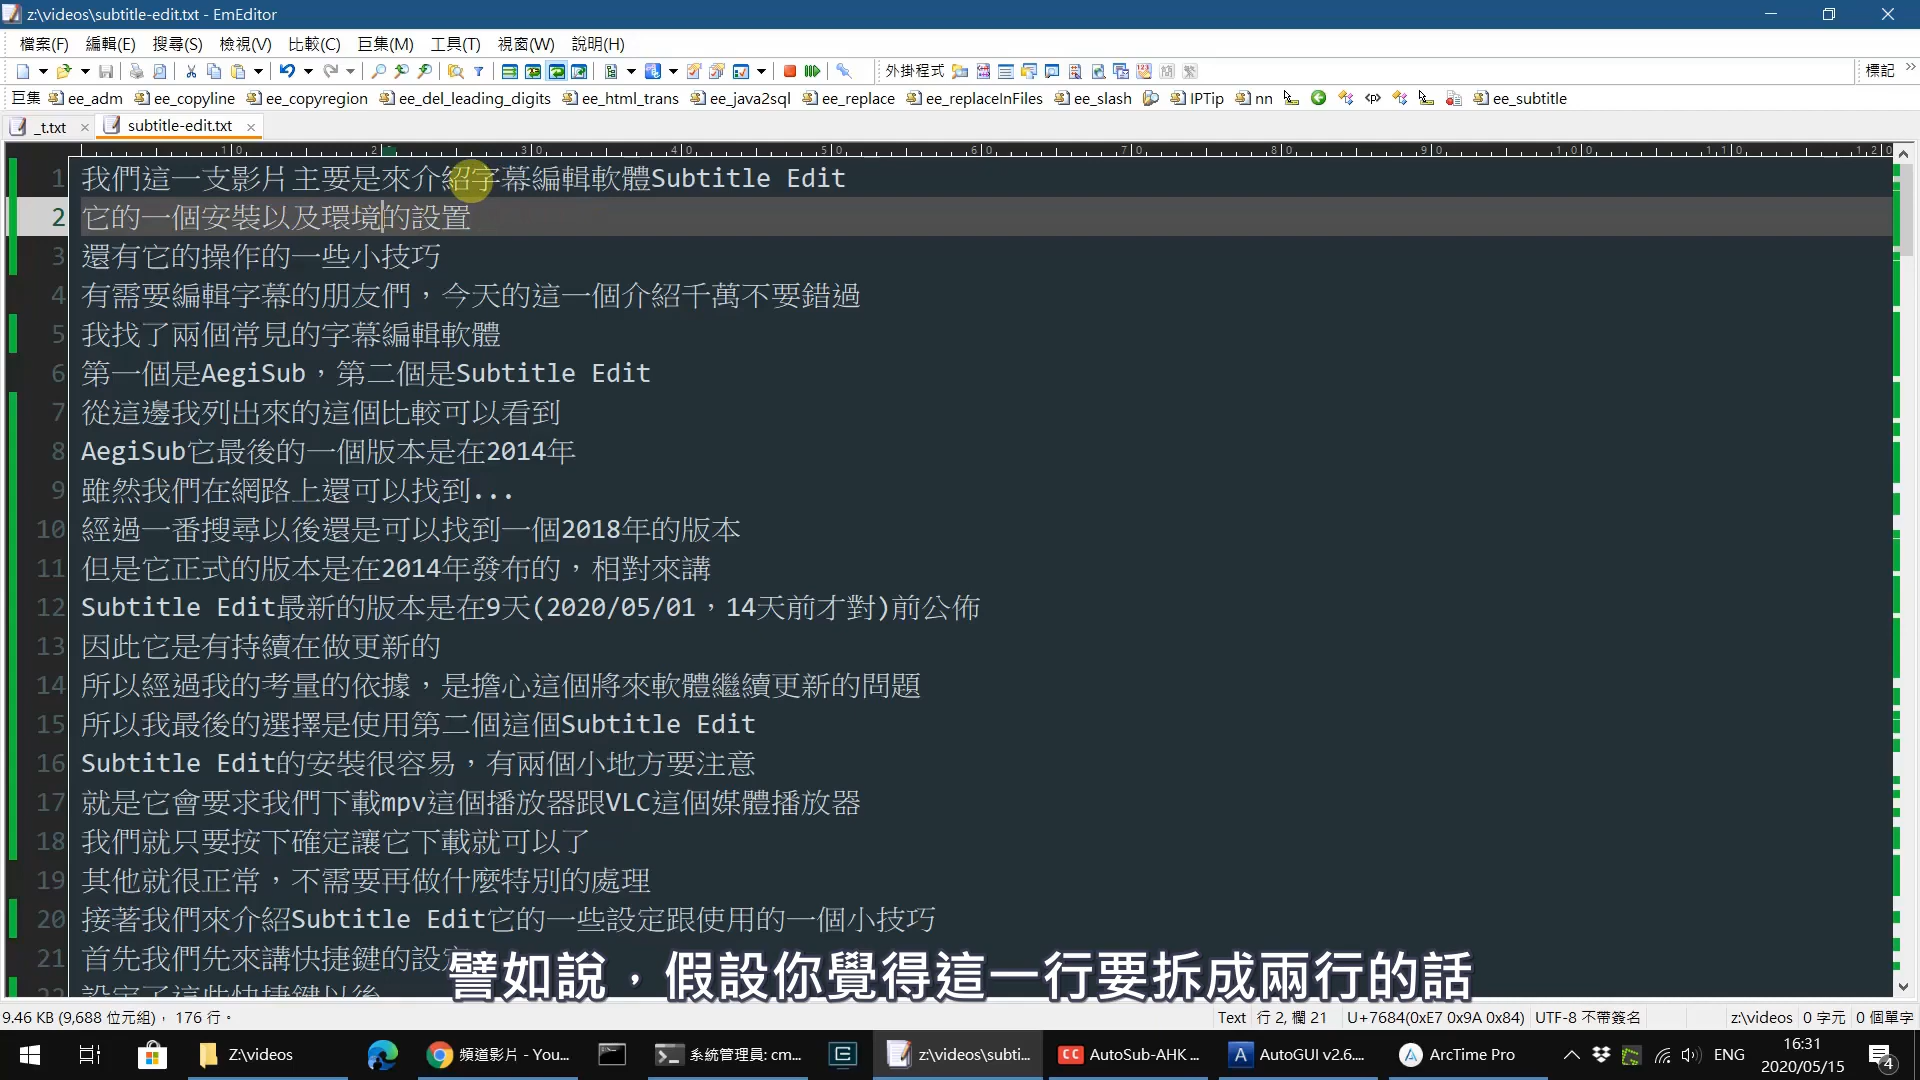 z:\videos\subtitle-edit.txt - EmEditor
檔案(F) 編輯(E) 搜尋(S) 檢視(V) 比較(C) 巨集(M) 工具(T) 視窗(W) 說明(H)
外掛程式 標記
巨集 ee_adm ee_copyline ee_copyregion ee_del_leading_digits ee_html_trans ee_java2sql ee_replace ee_replaceInFiles ee_slash IPTip nn ee_subtitle
_t.txt × subtitle-edit.txt ×
10 20 30 40 50 60 70 80 90 100 110 120
1 我們這一支影片主要是來介紹字幕編輯軟體Subtitle Edit
2 它的一個安裝以及環境的設置
3 還有它的操作的一些小技巧
4 有需要編輯字幕的朋友們，今天的這一個介紹千萬不要錯過
5 我找了兩個常見的字幕編輯軟體
6 第一個是AegiSub，第二個是Subtitle Edit
7 從這邊我列出來的這個比較可以看到
8 AegiSub它最後的一個版本是在2014年
9 雖然我們在網路上還可以找到...
10 經過一番搜尋以後還是可以找到一個2018年的版本
11 但是它正式的版本是在2014年發布的，相對來講
12 Subtitle Edit最新的版本是在9天(2020/05/01，14天前才對)前公佈
13 因此它是有持續在做更新的
14 所以經過我的考量的依據，是擔心這個將來軟體繼續更新的問題
15 所以我最後的選擇是使用第二個這個Subtitle Edit
16 Subtitle Edit的安裝很容易，有兩個小地方要注意
17 就是它會要求我們下載mpv這個播放器跟VLC這個媒體播放器
18 我們就只要按下確定讓它下載就可以了
19 其他就很正常，不需要再做什麼特別的處理
20 接著我們來介紹Subtitle Edit它的一些設定跟使用的一個小技巧
21 首先我們先來講快捷鍵的設定
22 設定了這些快捷鍵以後
譬如說，假設你覺得這一行要拆成兩行的話
9.46 KB (9,688 位元組)，176 行。 Text 行 2, 欄 21 U+7684(0xE7 0x9A 0x84) UTF-8 不帶簽名 z:\videos 0 字元 0 個單字
Z:\videos 頻道影片 - You... 系統管理員: cm... z:\videos\subti... AutoSub-AHK ... AutoGUI v2.6.... ArcTime Pro ENG 16:31
2020/05/15 4